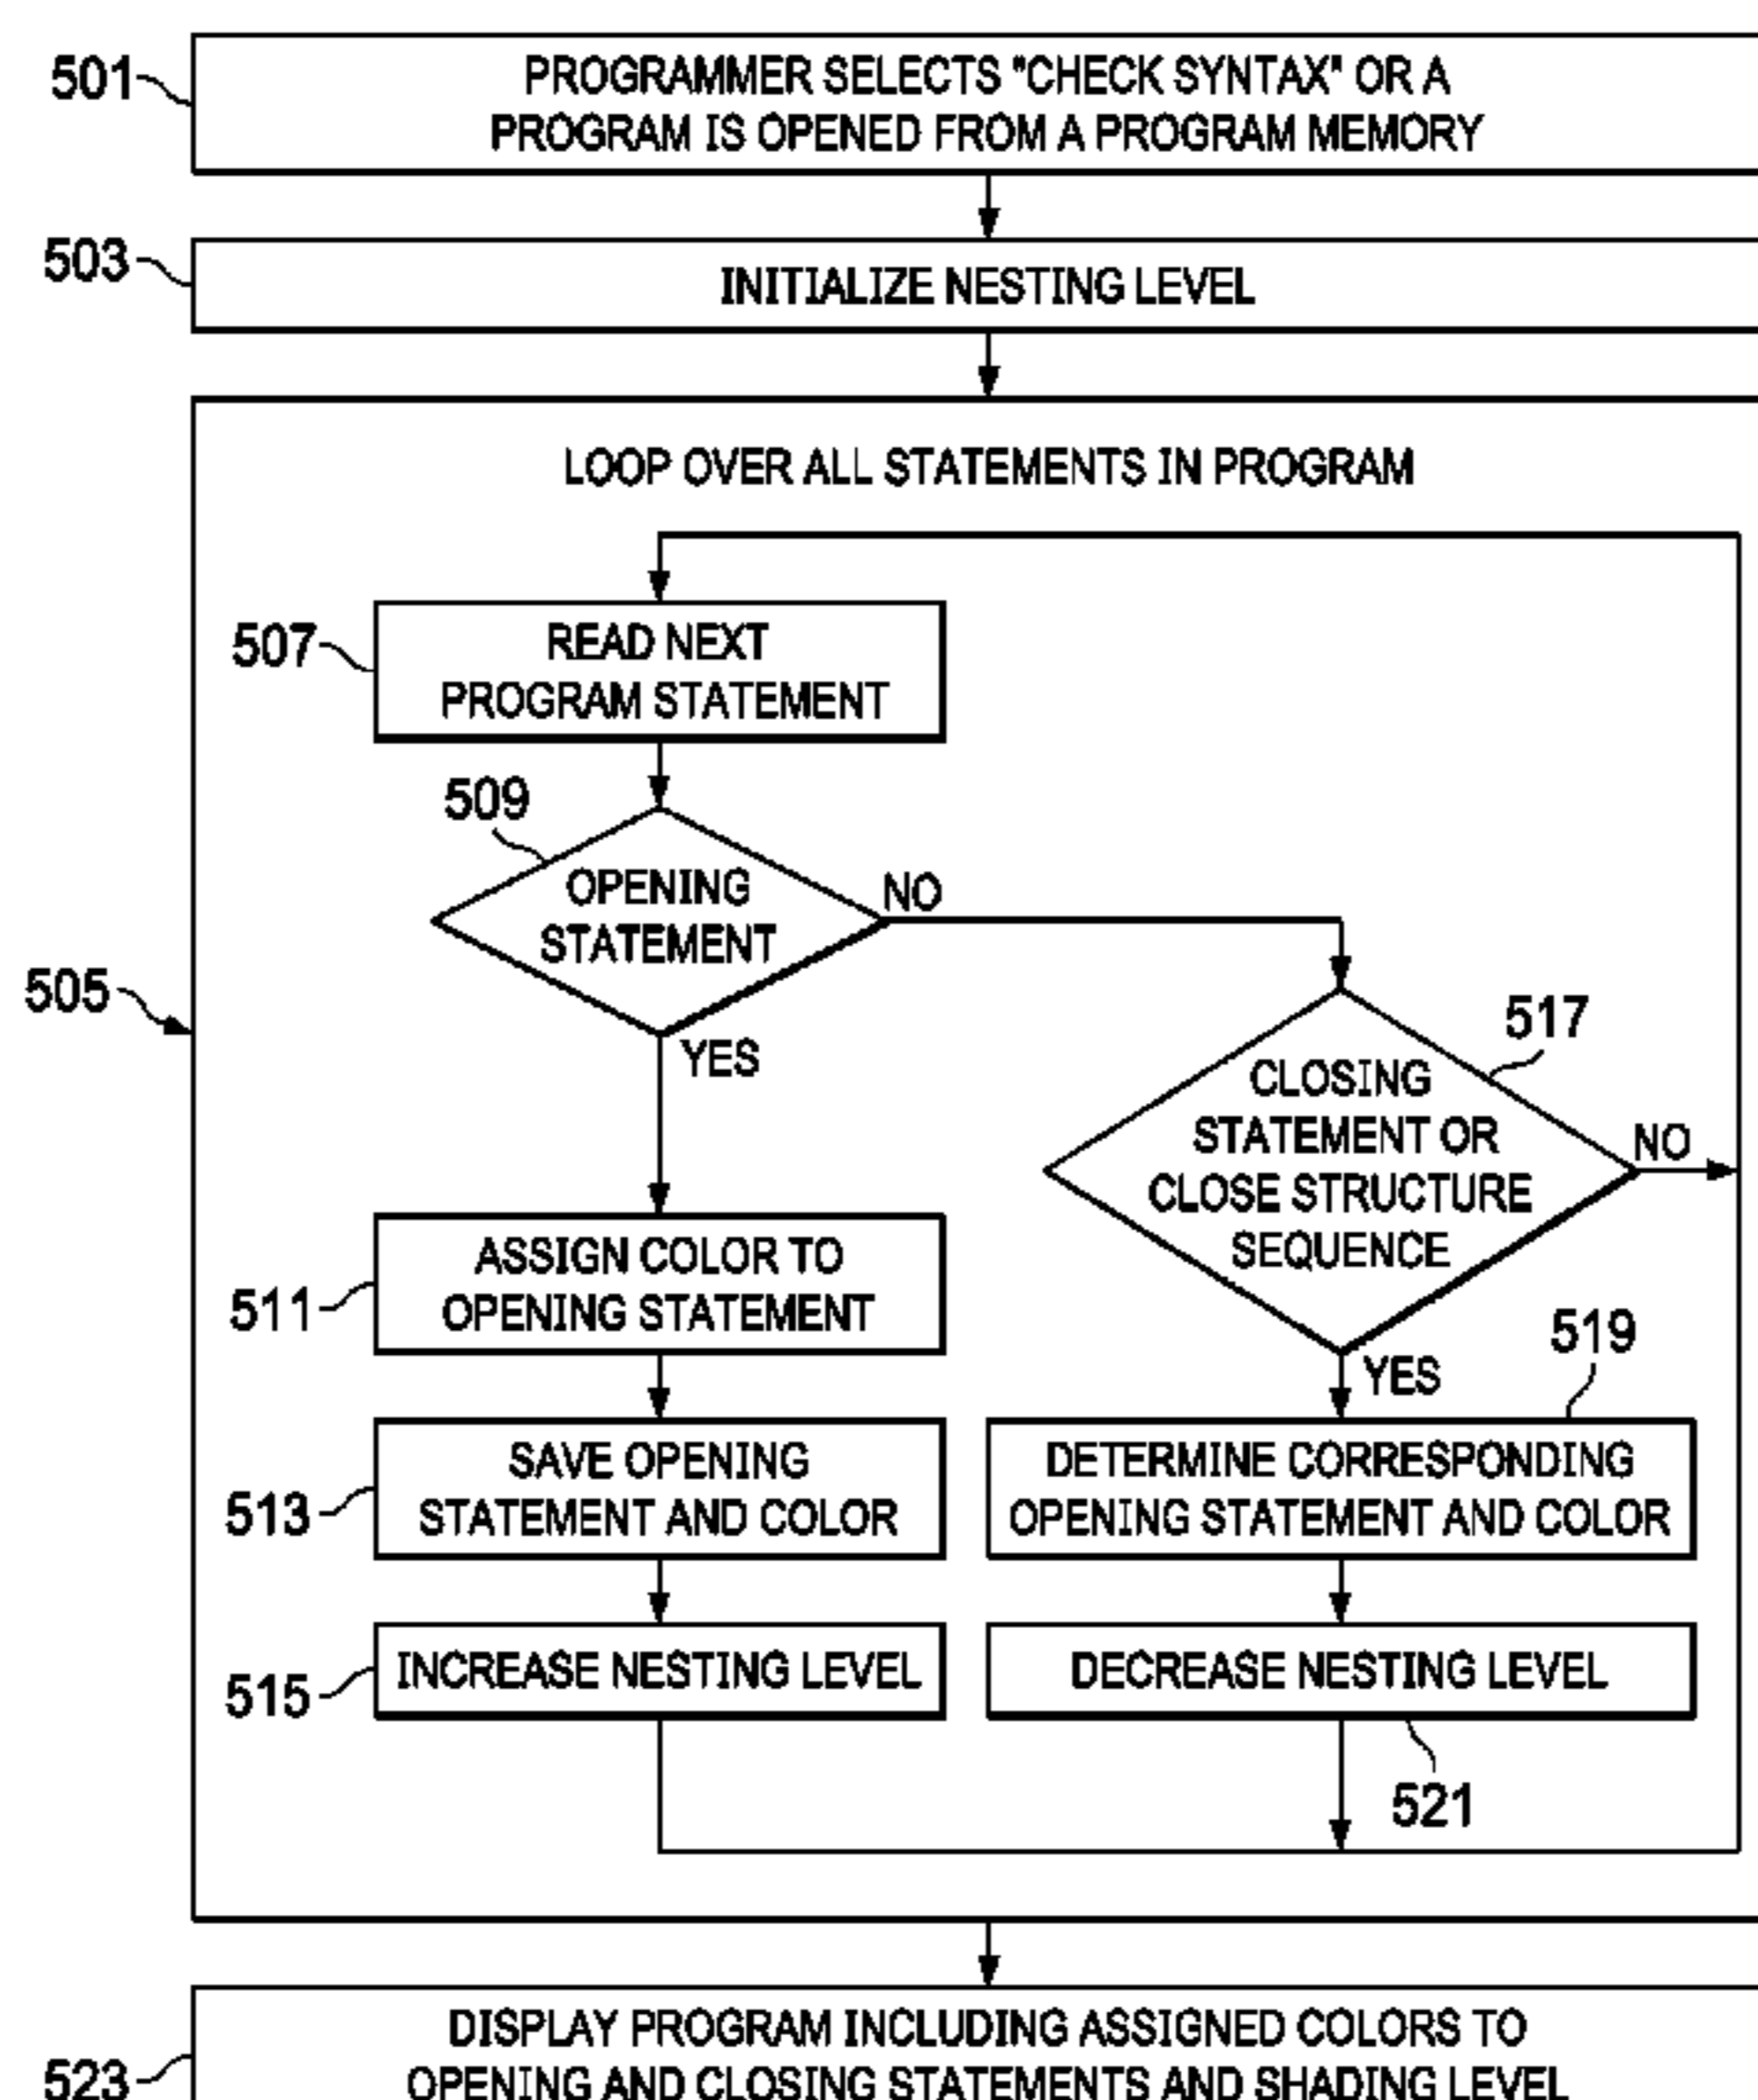 501
PROGRAMMER SELECTS "CHECK SYNTAX" OR A
PROGRAM IS OPENED FROM A PROGRAM MEMORY
503
INITIALIZE NESTING LEVEL
LOOP OVER ALL STATEMENTS IN PROGRAM
507
READ NEXT
PROGRAM STATEMENT
509
OPENING
STATEMENT
NO
YES
505
517
CLOSING
STATEMENT OR
CLOSE STRUCTURE
SEQUENCE
NO
YES
511
ASSIGN COLOR TO
OPENING STATEMENT
519
513
SAVE OPENING
STATEMENT AND COLOR
DETERMINE CORRESPONDING
OPENING STATEMENT AND COLOR
515
INCREASE NESTING LEVEL
DECREASE NESTING LEVEL
521
523
DISPLAY PROGRAM INCLUDING ASSIGNED COLORS TO
OPENING AND CLOSING STATEMENTS AND SHADING LEVEL